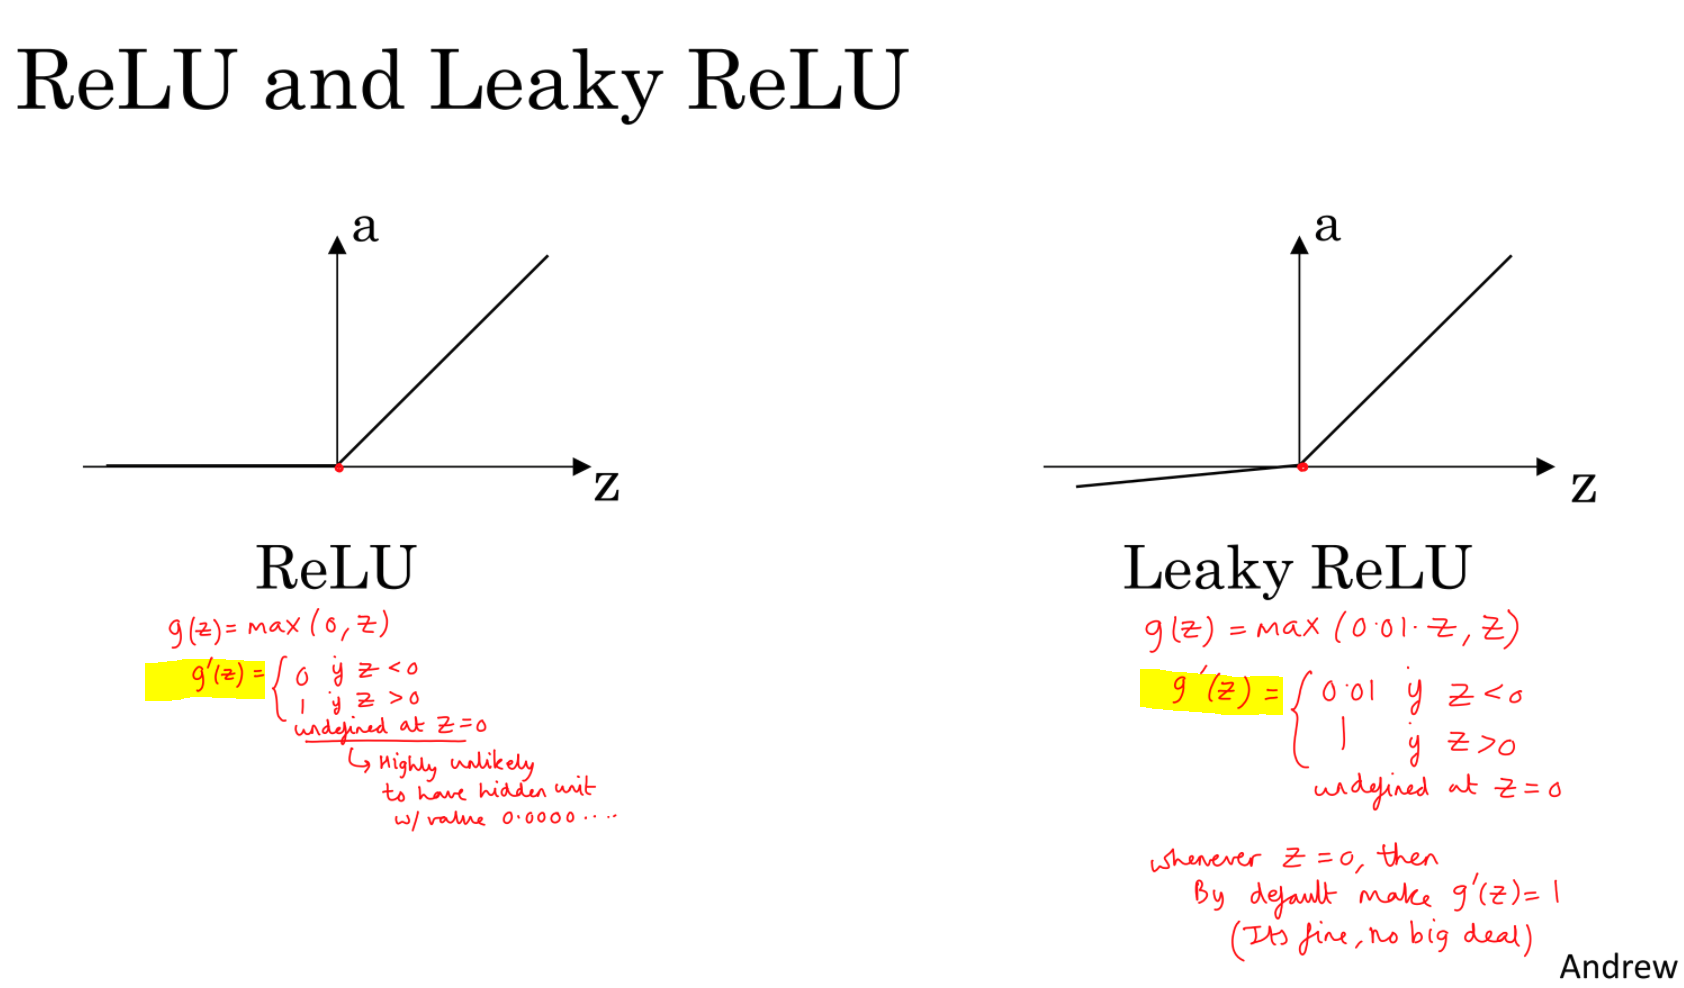 ReLU and Leaky ReLU
a
z
ReLU
g(z) = max(0, z)
g'(z) = { 0 if z < 0
1 if z > 0
undefined at z=0
↳ Highly unlikely
to have hidden unit
w/ value 0.0000....
a
z
Leaky ReLU
g(z) = max(0.01·z, z)
g'(z) = { 0.01 if z < 0
1 if z > 0
undefined at z = 0
whenever z = 0, then
By default make g'(z) = 1
(Its fine, no big deal)
Andrew